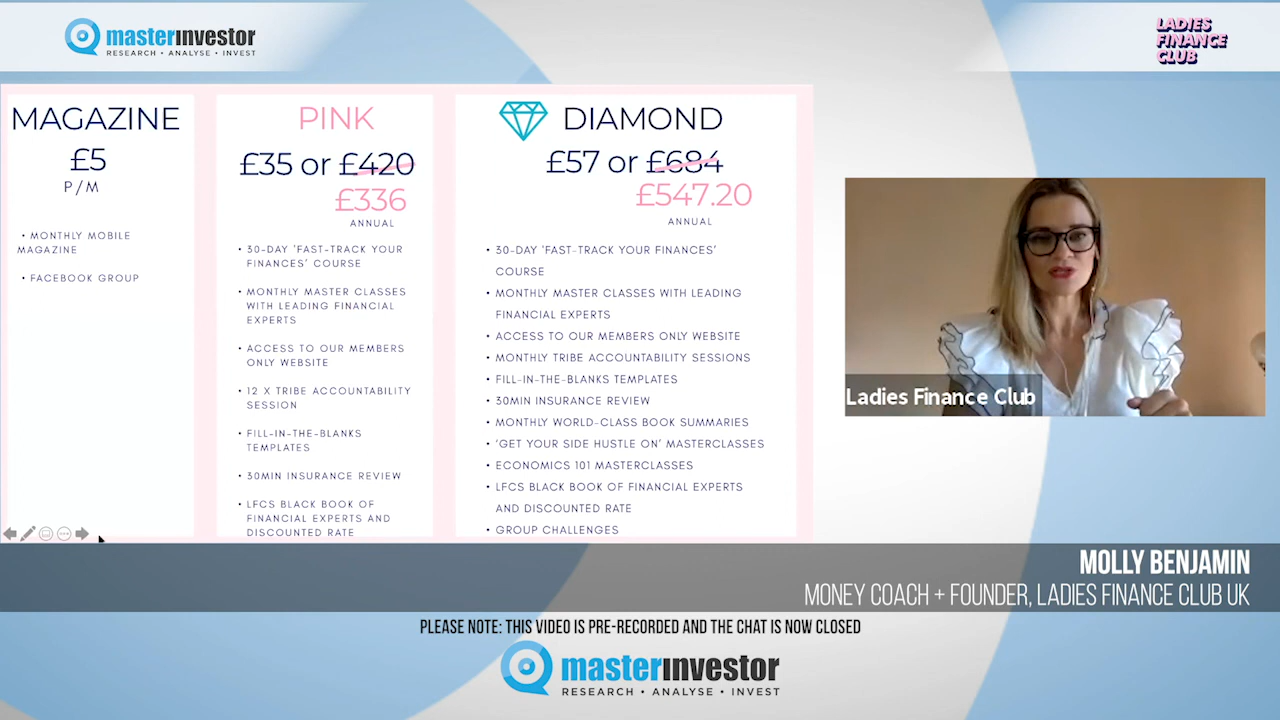 masterinvestor
RESEARCH • ANALYSE • INVEST
LADIES
FINANCE
CLUB
MAGAZINE
£5
P/M
• MONTHLY MOBILE
MAGAZINE
• FACEBOOK GROUP
PINK
£35 or £420
£336
ANNUAL
• 30-DAY 'FAST-TRACK YOUR
FINANCES' COURSE
• MONTHLY MASTER CLASSES
WITH LEADING FINANCIAL
EXPERTS
• ACCESS TO OUR MEMBERS
ONLY WEBSITE
• 12 X TRIBE ACCOUNTABILITY
SESSION
• FILL-IN-THE-BLANKS
TEMPLATES
• 30MIN INSURANCE REVIEW
• LFCS BLACK BOOK OF
FINANCIAL EXPERTS AND
DISCOUNTED RATE
DIAMOND
£57 or £684
£547.20
ANNUAL
• 30-DAY 'FAST-TRACK YOUR FINANCES'
COURSE
• MONTHLY MASTER CLASSES WITH LEADING
FINANCIAL EXPERTS
• ACCESS TO OUR MEMBERS ONLY WEBSITE
• MONTHLY TRIBE ACCOUNTABILITY SESSIONS
• FILL-IN-THE-BLANKS TEMPLATES
• 30MIN INSURANCE REVIEW
• MONTHLY WORLD-CLASS BOOK SUMMARIES
• 'GET YOUR SIDE HUSTLE ON' MASTERCLASSES
• ECONOMICS 101 MASTERCLASSES
• LFCS BLACK BOOK OF FINANCIAL EXPERTS
AND DISCOUNTED RATE
• GROUP CHALLENGES
Ladies Finance Club
MOLLY BENJAMIN
MONEY COACH + FOUNDER, LADIES FINANCE CLUB UK
PLEASE NOTE: THIS VIDEO IS PRE-RECORDED AND THE CHAT IS NOW CLOSED
masterinvestor
RESEARCH • ANALYSE • INVEST